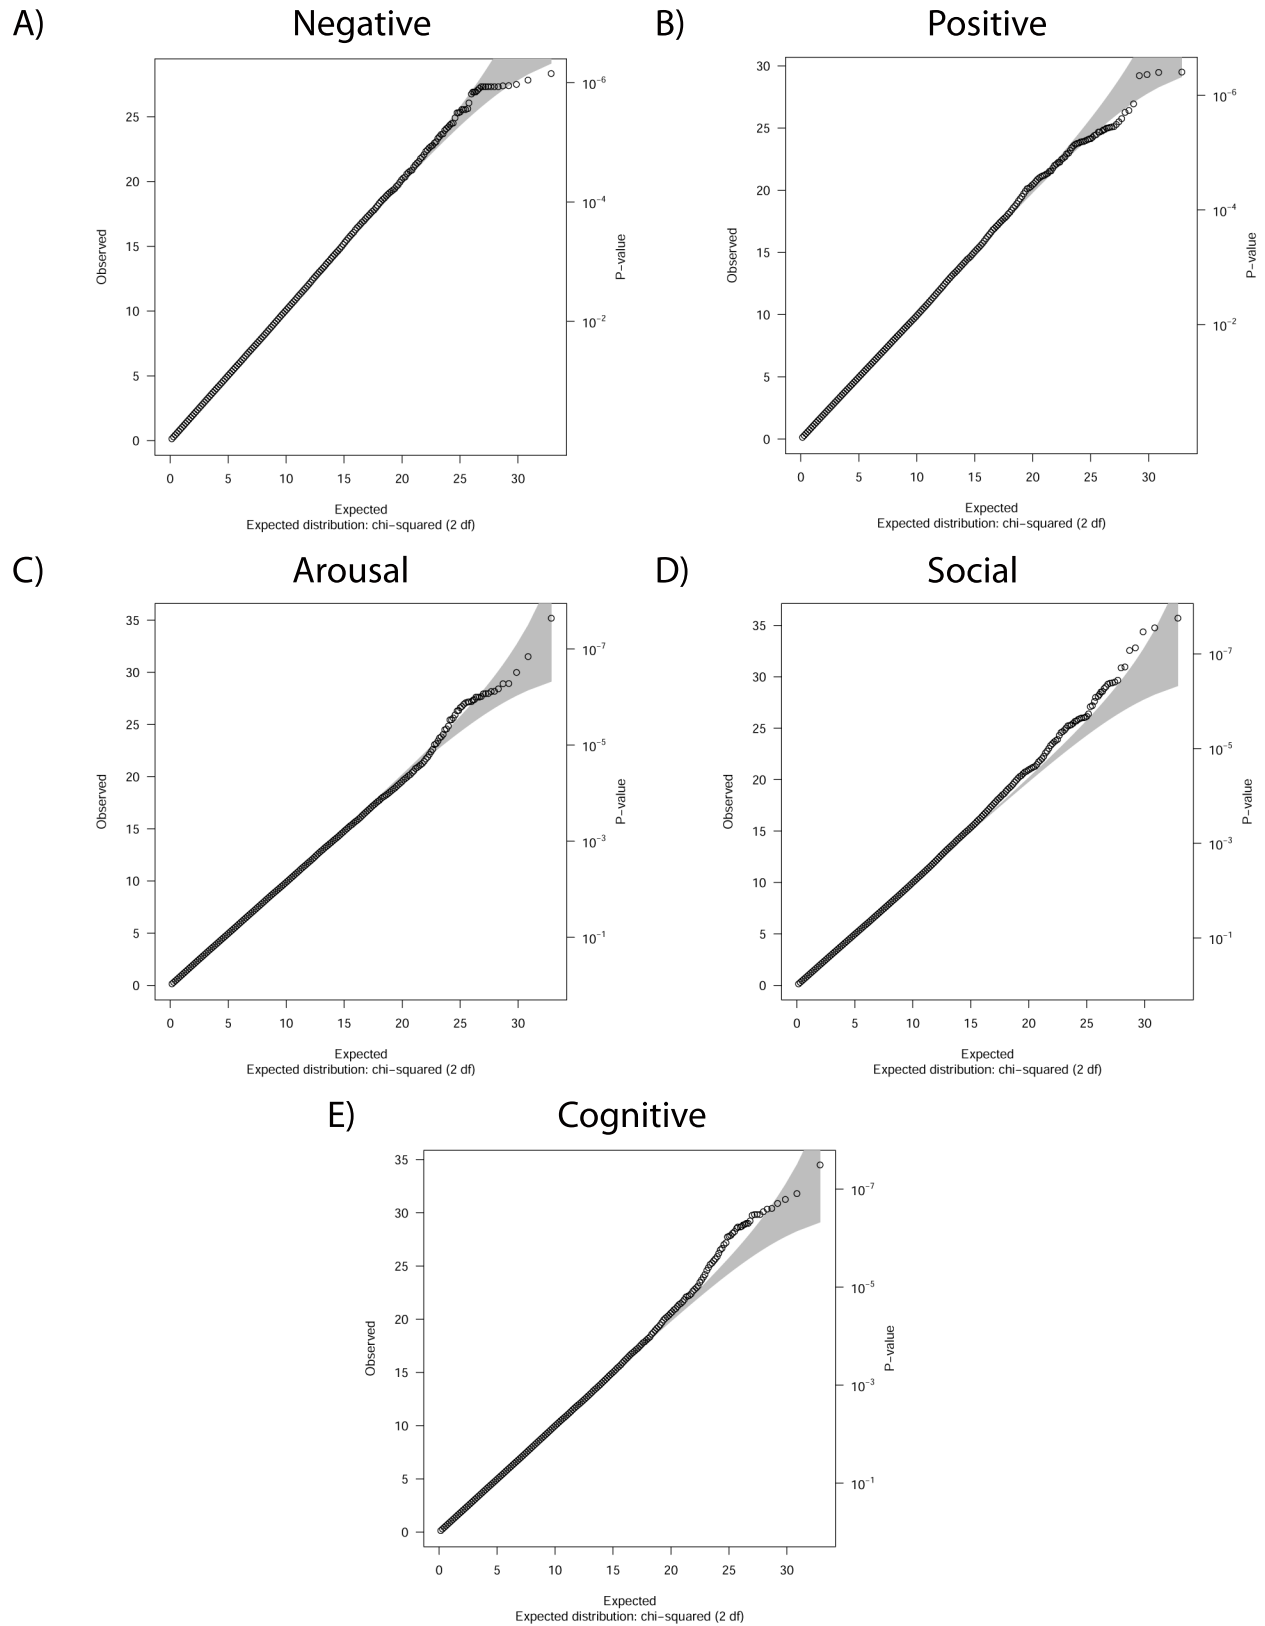 A) Negative
25
20
15
10
5
0
Observed
10−6
10−4
10−2
P−value
0 5 10 15 20 25 30
Expected
Expected distribution: chi−squared (2 df)
B) Positive
30
25
20
15
10
5
0
Observed
10−6
10−4
10−2
P−value
0 5 10 15 20 25 30
Expected
Expected distribution: chi−squared (2 df)
C) Arousal
35
30
25
20
15
10
5
0
Observed
10−7
10−5
10−3
10−1
P−value
0 5 10 15 20 25 30
Expected
Expected distribution: chi−squared (2 df)
D) Social
35
30
25
20
15
10
5
0
Observed
10−7
10−5
10−3
10−1
P−value
0 5 10 15 20 25 30
Expected
Expected distribution: chi−squared (2 df)
E) Cognitive
35
30
25
20
15
10
5
0
Observed
10−7
10−5
10−3
10−1
P−value
0 5 10 15 20 25 30
Expected
Expected distribution: chi−squared (2 df)